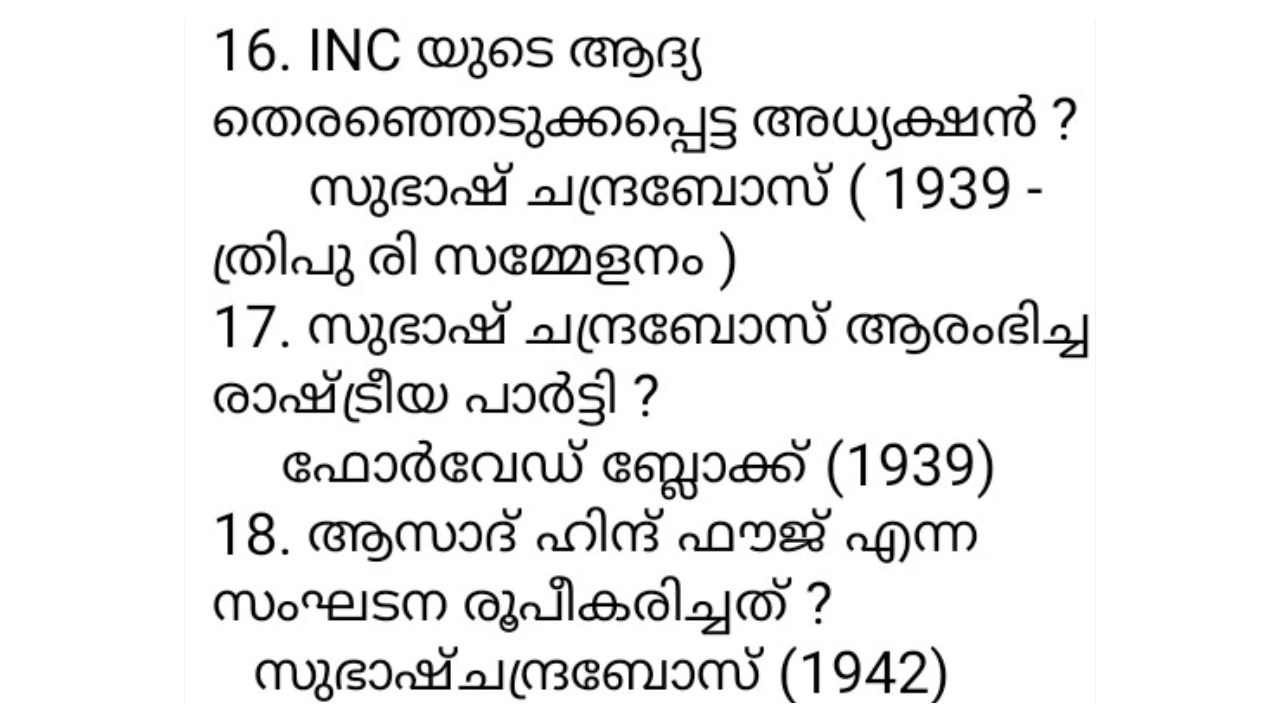 16. INC യുടെ ആദ്യ
തെരഞ്ഞെടുക്കപ്പെട്ട അധ്യക്ഷൻ ?
സുഭാഷ് ചന്ദ്രബോസ് ( 1939 -
ത്രിപു രി സമ്മേളനം )
17. സുഭാഷ് ചന്ദ്രബോസ് ആരംഭിച്ച
രാഷ്ട്രീയ പാർട്ടി ?
ഫോർവേഡ് ബ്ലോക്ക് (1939)
18. ആസാദ് ഹിന്ദ് ഫൗജ് എന്ന
സംഘടന രൂപീകരിച്ചത് ?
സുഭാഷ്ചന്ദ്രബോസ് (1942)